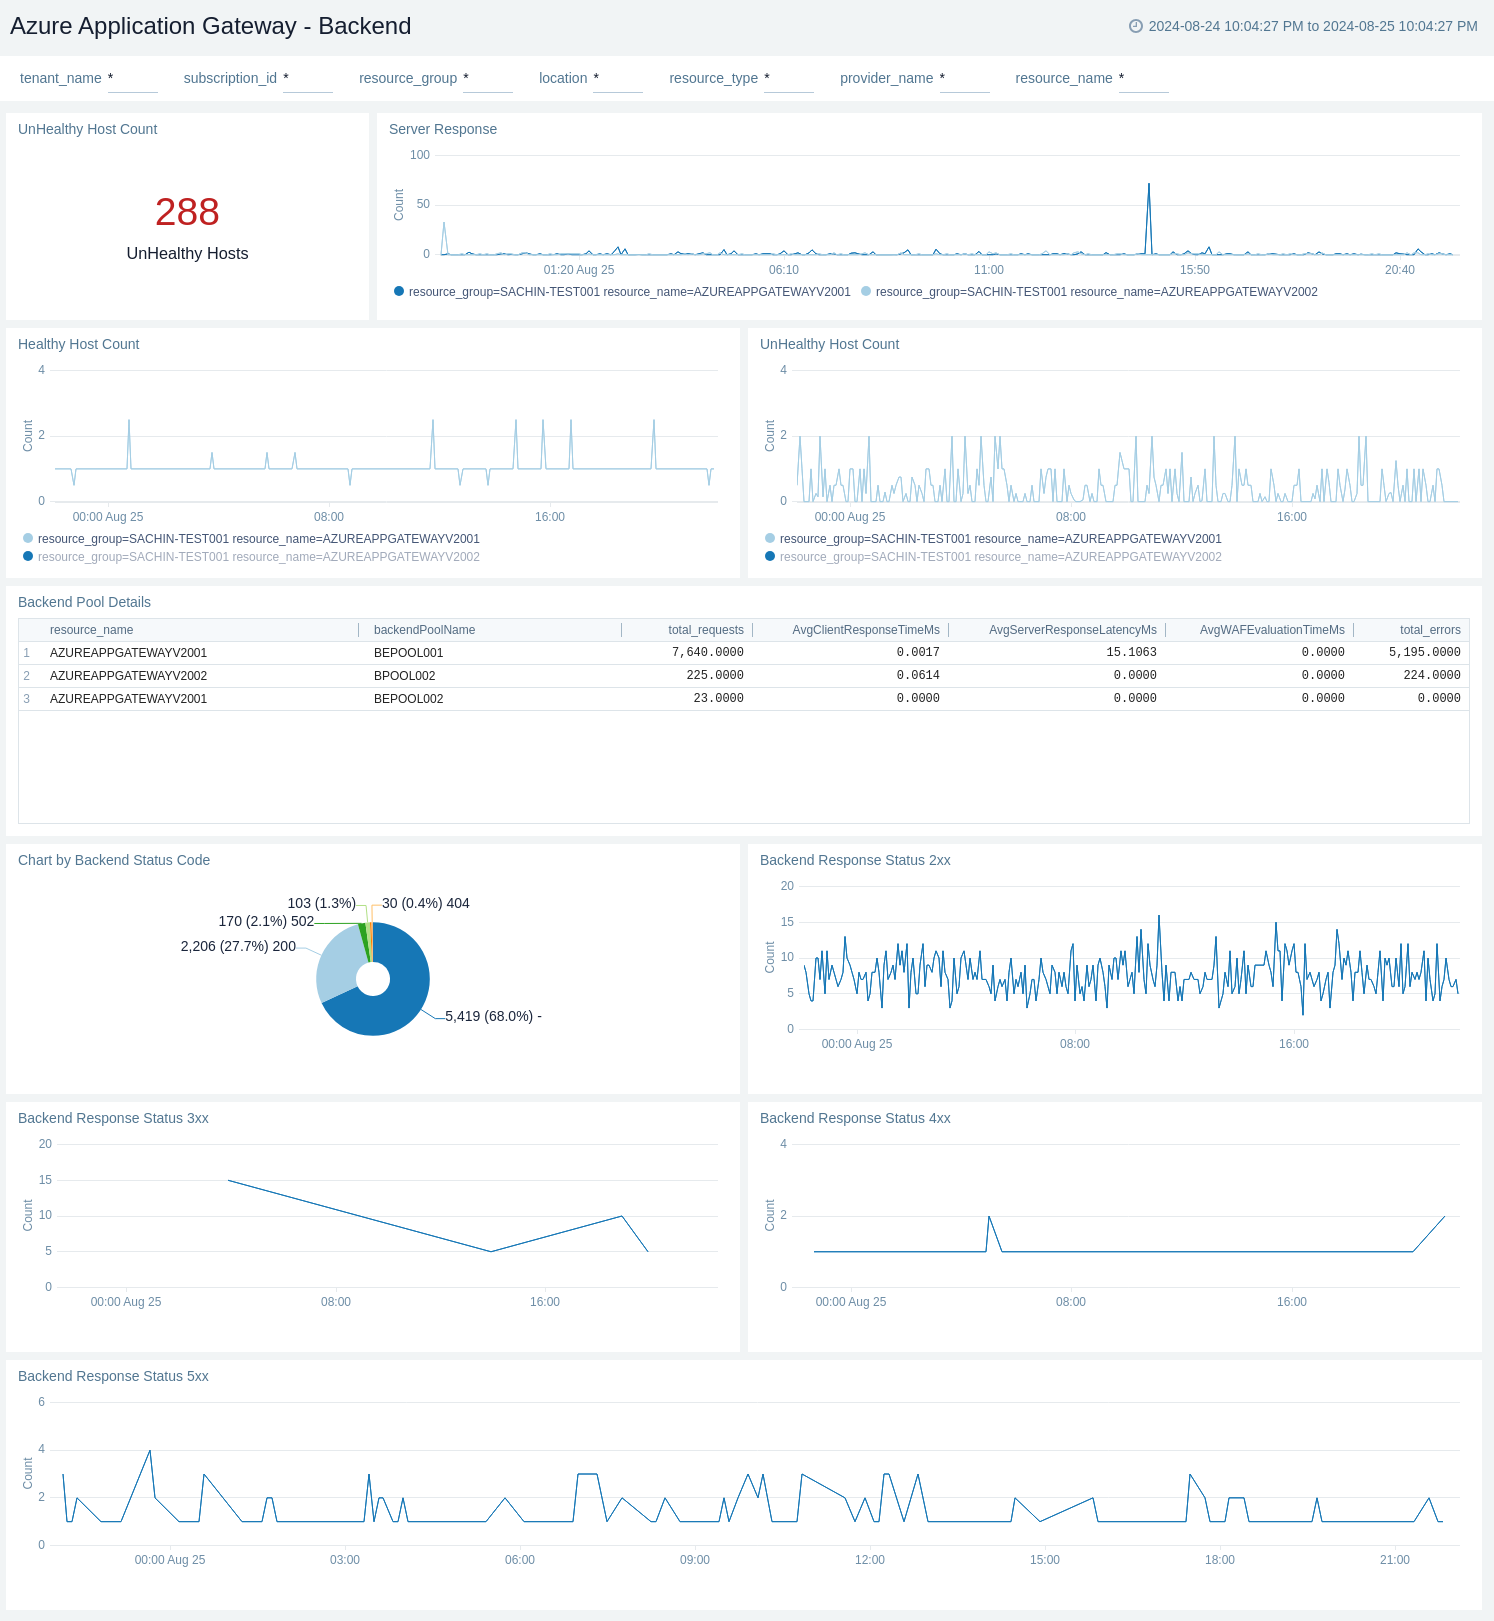 Azure Application Gateway - Backend
2024-08-24 10:04:27 PM to 2024-08-25 10:04:27 PM
tenant_name * subscription_id * resource_group * location * resource_type * provider_name * resource_name *
UnHealthy Host Count
288
UnHealthy Hosts
Server Response
100
50
0
Count
01:20 Aug 25 06:10 11:00 15:50 20:40
resource_group=SACHIN-TEST001 resource_name=AZUREAPPGATEWAYV2001 resource_group=SACHIN-TEST001 resource_name=AZUREAPPGATEWAYV2002
Healthy Host Count
4
2
0
Count
00:00 Aug 25 08:00 16:00
resource_group=SACHIN-TEST001 resource_name=AZUREAPPGATEWAYV2001
resource_group=SACHIN-TEST001 resource_name=AZUREAPPGATEWAYV2002
UnHealthy Host Count
4
2
0
Count
00:00 Aug 25 08:00 16:00
resource_group=SACHIN-TEST001 resource_name=AZUREAPPGATEWAYV2001
resource_group=SACHIN-TEST001 resource_name=AZUREAPPGATEWAYV2002
Backend Pool Details
resource_name backendPoolName total_requests AvgClientResponseTimeMs AvgServerResponseLatencyMs AvgWAFEvaluationTimeMs total_errors
1 AZUREAPPGATEWAYV2001 BEPOOL001 7,640.0000 0.0017 15.1063 0.0000 5,195.0000
2 AZUREAPPGATEWAYV2002 BPOOL002 225.0000 0.0614 0.0000 0.0000 224.0000
3 AZUREAPPGATEWAYV2001 BEPOOL002 23.0000 0.0000 0.0000 0.0000 0.0000
Chart by Backend Status Code
103 (1.3%) 30 (0.4%) 404
170 (2.1%) 502
2,206 (27.7%) 200
5,419 (68.0%) -
Backend Response Status 2xx
20
15
10
5
0
Count
00:00 Aug 25 08:00 16:00
Backend Response Status 3xx
20
15
10
5
0
Count
00:00 Aug 25 08:00 16:00
Backend Response Status 4xx
4
2
0
Count
00:00 Aug 25 08:00 16:00
Backend Response Status 5xx
6
4
2
0
Count
00:00 Aug 25 03:00 06:00 09:00 12:00 15:00 18:00 21:00